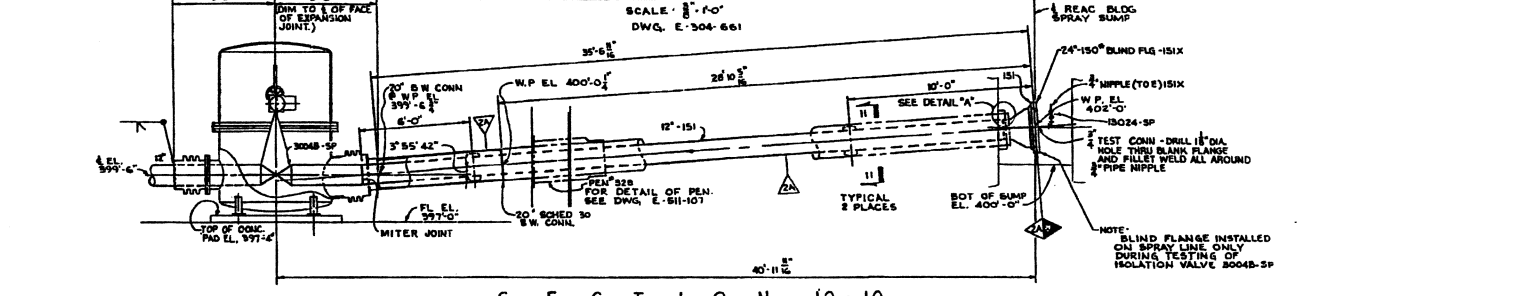 (DIM TO ℄ OF FACE
OF EXPANSION
JOINT.)
SCALE · 3/8" = 1'-0"
DWG. E-304-661
℄ REAC BLDG
SPRAY SUMP
35'-6 11/16"
24"-150# BLIND FLG-151X
28'10 5/16"
W.P EL 400'-0 1/4"
20" B W CONN
@ W P EL
399'-6 3/4"
10'-0"
151
3/4" NIPPLE (TO E) 151X
SEE DETAIL "A"
W P. EL.
402'-0"
6'-0"
2A
11
13024-SP
12"-151
3004B-SP
3° 55' 42"
TEST CONN - DRILL 1 1/8" DIA.
HOLE THRU BLANK FLANGE
AND FILLET WELD ALL AROUND
3/4" PIPE NIPPLE
℄ EL.
399'-6"
12"
PEN # 328
FOR DETAIL OF PEN.
SEE DWG, E-511-107
2A
11
TYPICAL
2 PLACES
BOT OF SUMP
EL. 400'-0"
FL EL.
397'-0"
20" SCHED 30
B.W. CONN.
TOP OF CONC.
PAD EL. 397'-6"
MITER JOINT
NOTE-
BLIND FLANGE INSTALLED
ON SPRAY LINE ONLY
DURING TESTING OF
ISOLATION VALVE 3004B-SP
40'-11 11/16"